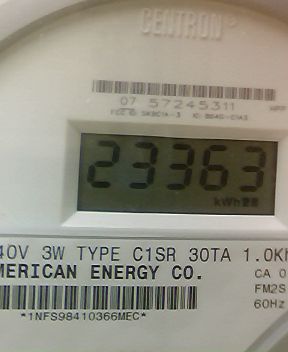 CENTRON
07 57245311
23363
kWh
40V 3W TYPE C1SR 30TA 1.0Kh
MERICAN ENERGY CO.
CA 0
FM2S
60Hz
*1NFS98410366MEC*